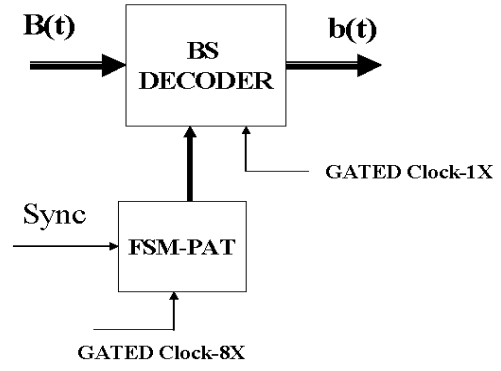 B(t)
b(t)
BS
DECODER
GATED Clock-1X
Sync
FSM-PAT
GATED Clock-8X